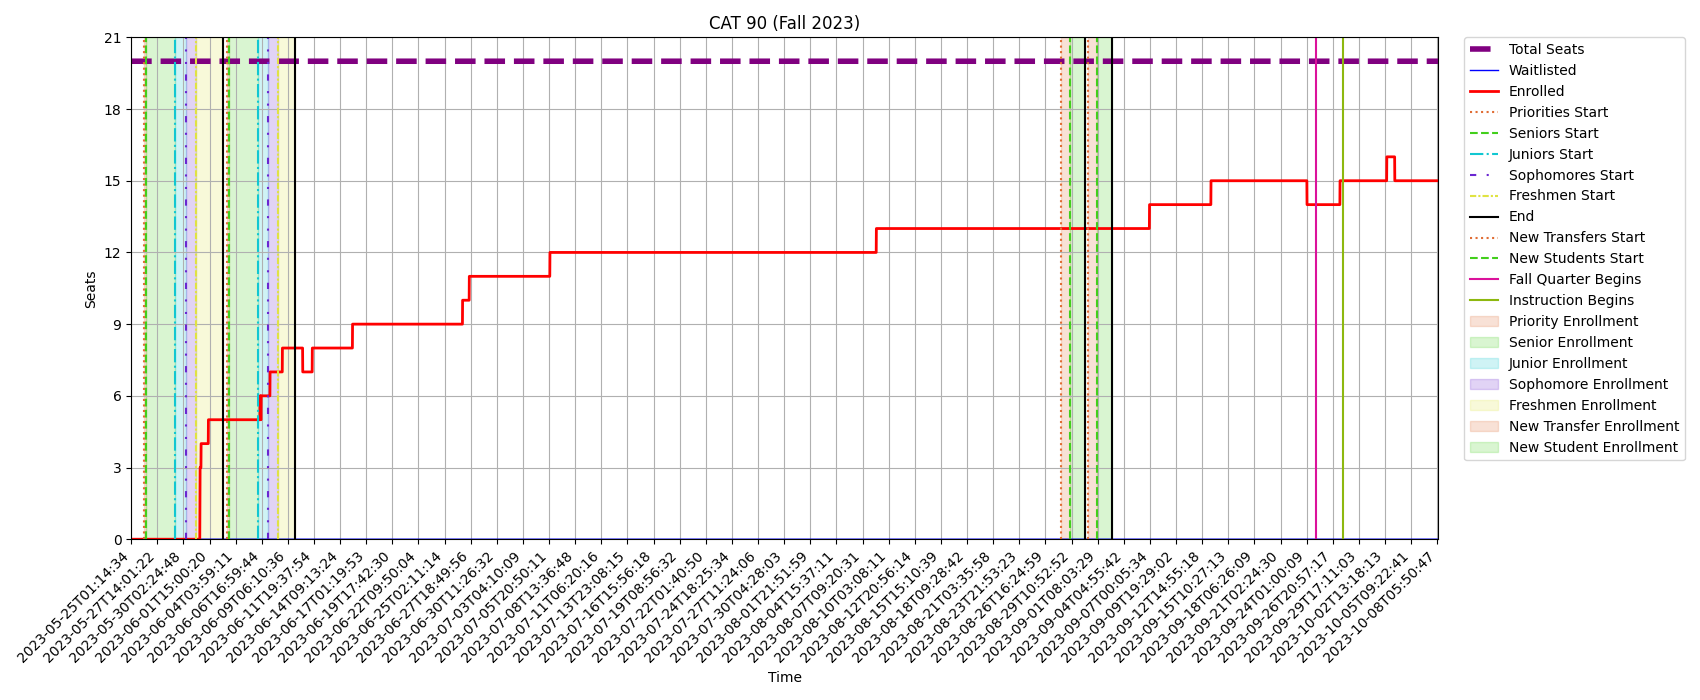 CAT 90 (Fall 2023)
21
18
15
12
9
6
3
0
Seats
2023-05-25T01:14:34
2023-05-27T14:01:22
2023-05-30T02:24:48
2023-06-01T15:00:20
2023-06-04T03:59:11
2023-06-06T16:59:44
2023-06-09T06:10:36
2023-06-11T19:37:54
2023-06-14T09:13:24
2023-06-17T01:19:53
2023-06-19T17:42:30
2023-06-22T09:50:04
2023-06-25T02:11:14
2023-06-27T18:49:56
2023-06-30T11:26:32
2023-07-03T04:10:09
2023-07-05T20:50:11
2023-07-08T13:36:48
2023-07-11T06:20:16
2023-07-13T23:08:15
2023-07-16T15:56:18
2023-07-19T08:56:32
2023-07-22T01:40:50
2023-07-24T18:25:34
2023-07-27T11:24:06
2023-07-30T04:28:03
2023-08-01T21:51:59
2023-08-04T15:37:11
2023-08-07T09:20:31
2023-08-10T03:08:11
2023-08-12T20:56:14
2023-08-15T15:10:39
2023-08-18T09:28:42
2023-08-21T03:35:58
2023-08-23T21:53:23
2023-08-26T16:24:59
2023-08-29T10:52:52
2023-09-01T08:03:29
2023-09-04T04:55:42
2023-09-07T00:05:34
2023-09-09T19:29:02
2023-09-12T14:55:18
2023-09-15T10:27:13
2023-09-18T06:26:09
2023-09-21T02:24:30
2023-09-24T01:00:09
2023-09-26T20:57:17
2023-09-29T17:11:03
2023-10-02T13:18:13
2023-10-05T09:22:41
2023-10-08T05:50:47
Time
Total Seats
Waitlisted
Enrolled
Priorities Start
Seniors Start
Juniors Start
Sophomores Start
Freshmen Start
End
New Transfers Start
New Students Start
Fall Quarter Begins
Instruction Begins
Priority Enrollment
Senior Enrollment
Junior Enrollment
Sophomore Enrollment
Freshmen Enrollment
New Transfer Enrollment
New Student Enrollment